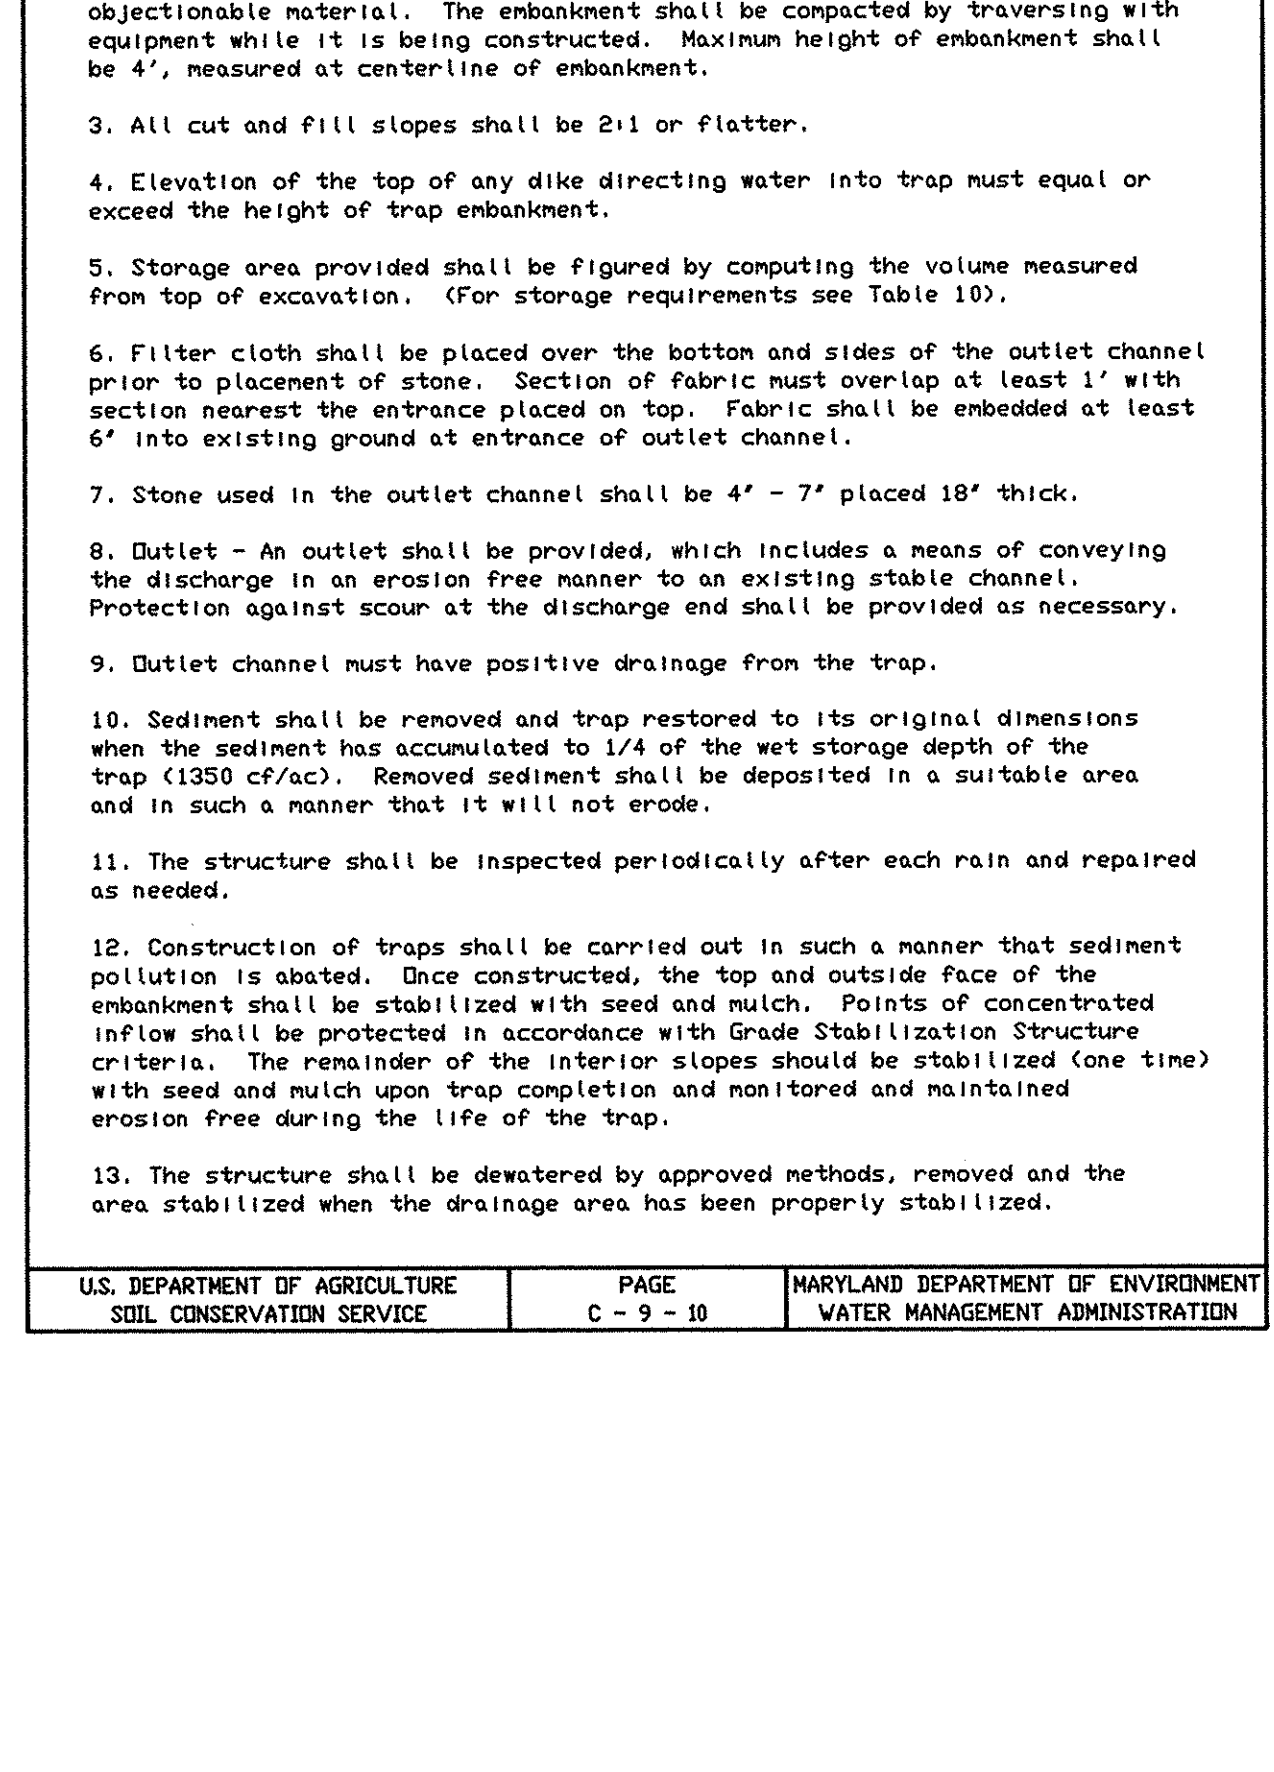 objectionable material. The embankment shall be compacted by traversing with
equipment while it is being constructed. Maximum height of embankment shall
be 4', measured at centerline of embankment.
3. All cut and fill slopes shall be 2:1 or flatter.
4. Elevation of the top of any dike directing water into trap must equal or
exceed the height of trap embankment.
5. Storage area provided shall be figured by computing the volume measured
from top of excavation. (For storage requirements see Table 10).
6. Filter cloth shall be placed over the bottom and sides of the outlet channel
prior to placement of stone. Section of fabric must overlap at least 1' with
section nearest the entrance placed on top. Fabric shall be embedded at least
6" into existing ground at entrance of outlet channel.
7. Stone used in the outlet channel shall be 4" - 7" placed 18" thick.
8. Outlet - An outlet shall be provided, which includes a means of conveying
the discharge in an erosion free manner to an existing stable channel.
Protection against scour at the discharge end shall be provided as necessary.
9. Outlet channel must have positive drainage from the trap.
10. Sediment shall be removed and trap restored to its original dimensions
when the sediment has accumulated to 1/4 of the wet storage depth of the
trap (1350 cf/ac). Removed sediment shall be deposited in a suitable area
and in such a manner that it will not erode.
11. The structure shall be inspected periodically after each rain and repaired
as needed.
12. Construction of traps shall be carried out in such a manner that sediment
pollution is abated. Once constructed, the top and outside face of the
embankment shall be stabilized with seed and mulch. Points of concentrated
inflow shall be protected in accordance with Grade Stabilization Structure
criteria. The remainder of the interior slopes should be stabilized (one time)
with seed and mulch upon trap completion and monitored and maintained
erosion free during the life of the trap.
13. The structure shall be dewatered by approved methods, removed and the
area stabilized when the drainage area has been properly stabilized.
U.S. DEPARTMENT OF AGRICULTURE
SOIL CONSERVATION SERVICE
PAGE
C - 9 - 10
MARYLAND DEPARTMENT OF ENVIRONMENT
WATER MANAGEMENT ADMINISTRATION